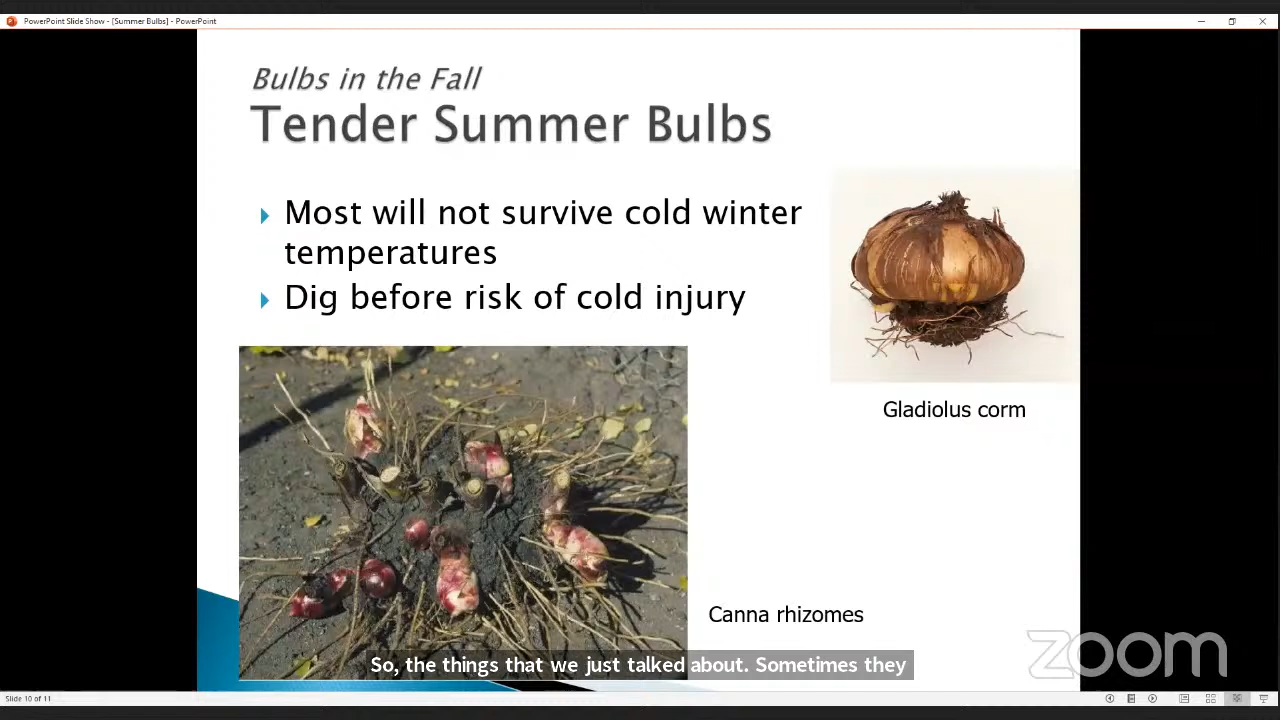 PowerPoint Slide Show - [Summer Bulbs] - PowerPoint
Bulbs in the Fall
Tender Summer Bulbs
Most will not survive cold winter
temperatures
Dig before risk of cold injury
Gladiolus corm
Canna rhizomes
So, the things that we just talked about. Sometimes they
zoom
Slide 10 of 11